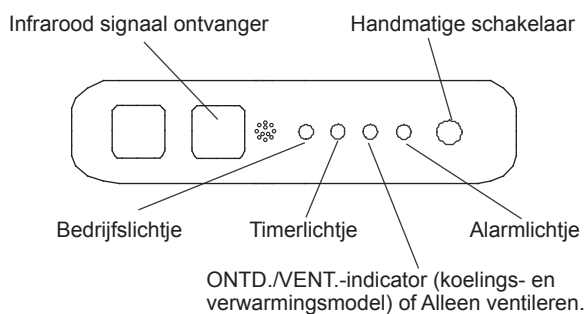 Infrarood signaal ontvanger
Handmatige schakelaar
Bedrijfslichtje
Timerlichtje
Alarmlichtje
ONTD./VENT.-indicator (koelings- en
verwarmingsmodel) of Alleen ventileren.